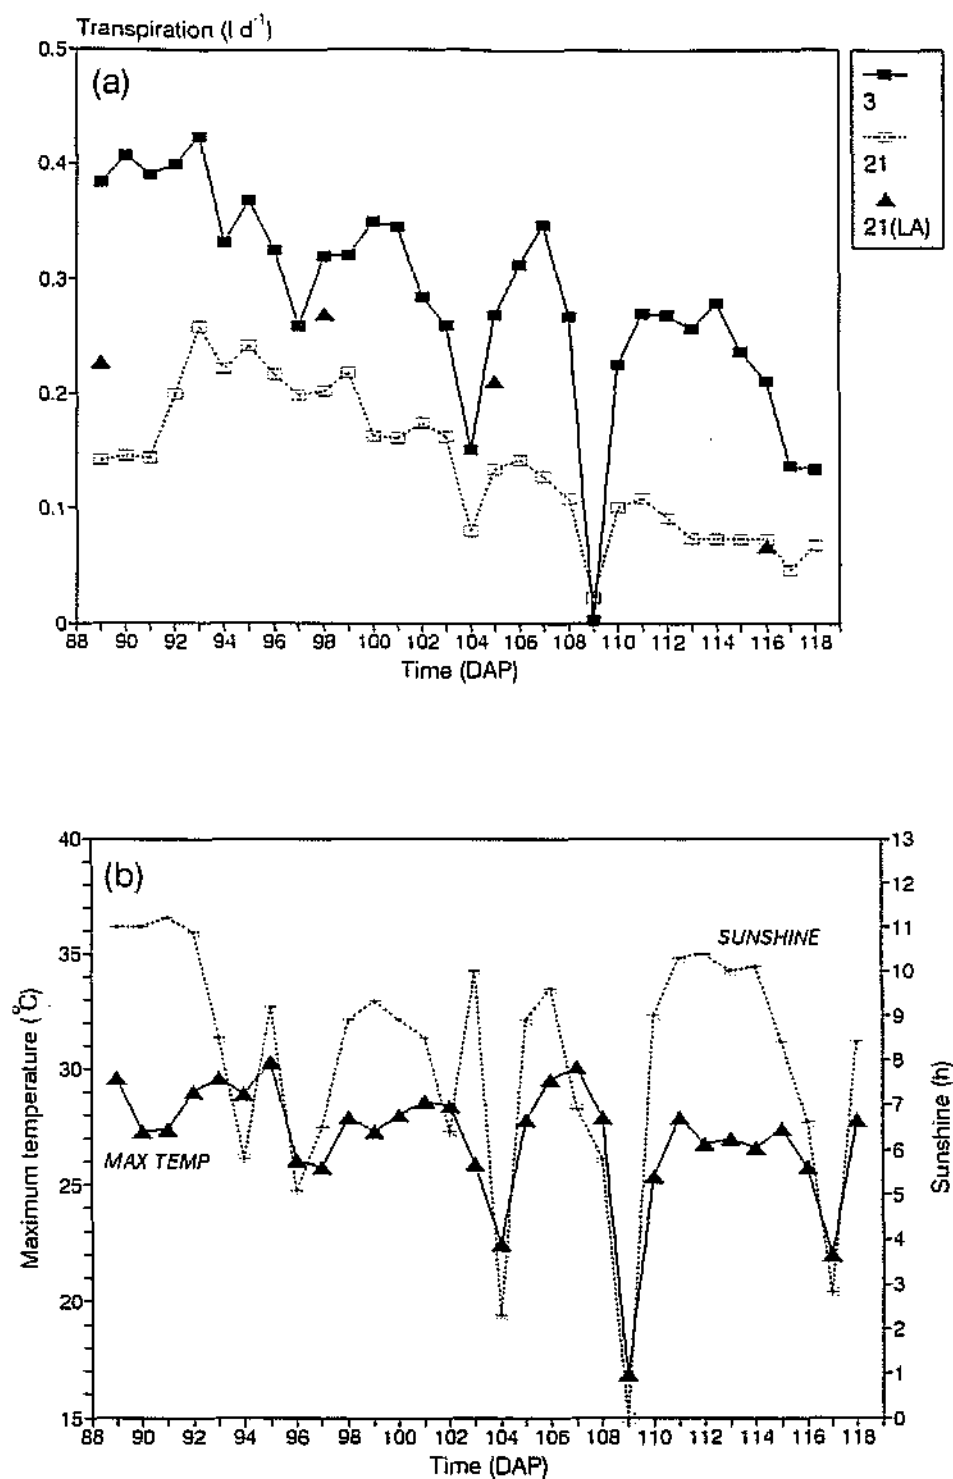 Transpiration (l d⁻¹)
0.5
(a)
3
21
21(LA)
0.4
0.3
0.2
0.1
0
88 90 92 94 96 98 100 102 104 106 108 110 112 114 116 118
Time (DAP)
40 13
(b)
12
35 11
SUNSHINE
10
9
30 8
7
MAX TEMP
6
25 5
4
3
20
2
1
15 0
88 90 92 94 96 98 100 102 104 106 108 110 112 114 116 118
Time (DAP)
Maximum temperature (°C)
Sunshine (h)